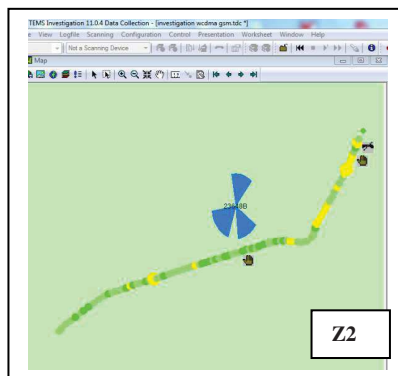 TEMS Investigation 11.0.4 Data Collection - [investigation wcdma gsm.tdc *]
View Logfile Scanning Configuration Control Presentation Worksheet Window Help
Not a Scanning Device
Map
Z2